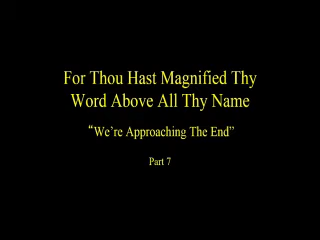 For Thou Hast Magnified Thy
Word Above All Thy Name
“We’re Approaching The End”
Part 7